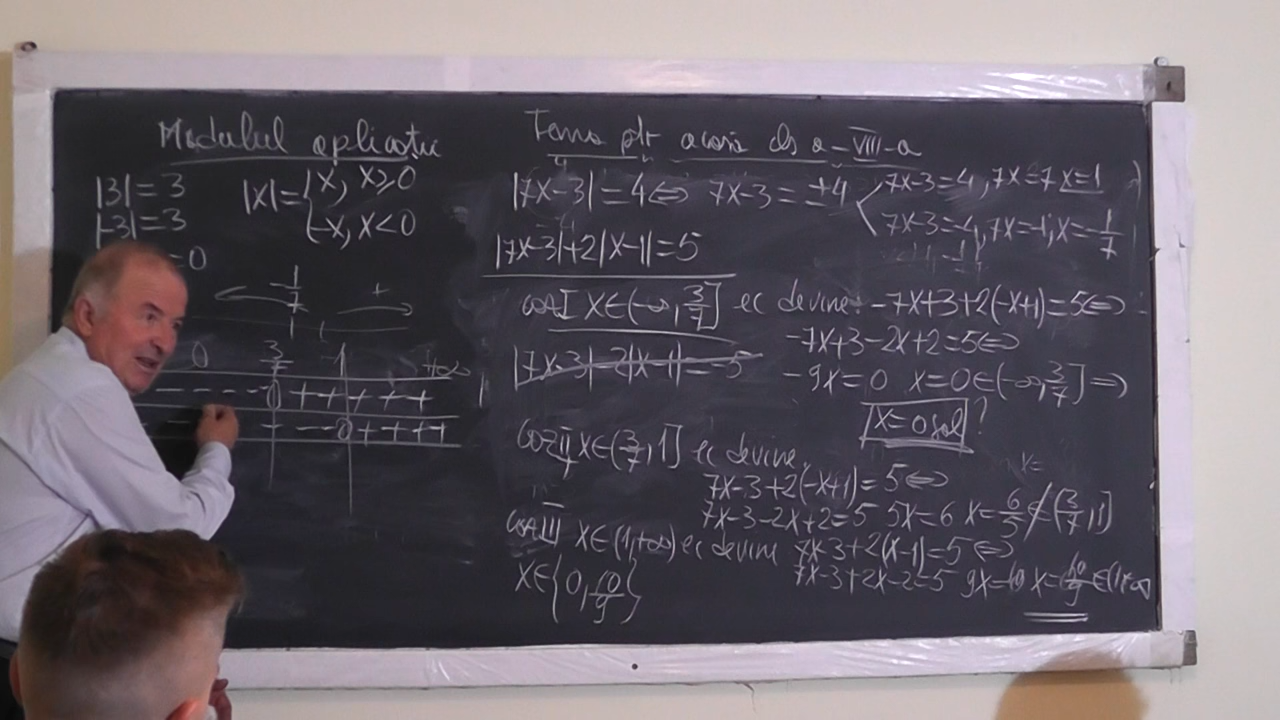 Modulul aplicație
|3|=3
|-3|=3
=0
|x|={x, x≥0
{-x, x<0
-1/7
+
0 3/7 1 +∞
- - - - 0 + + + + +
- - - - - 0 + + + +
Tema ptr acasă cls a-VIII-a
|7x-3|=4⇔ 7x-3=±4
7x-3=4, 7x=7 x=1
7x-3=-4, 7x=-1, x=-1/7
|7x-3|+2|x-1|=5
caz I x∈(-∞, 3/7] ec devine: -7x+3+2(-x+1)=5⇔
-7x+3-2x+2=5⇔
|7x-3|-2|x-1|=-5
-9x=0 x=0∈(-∞, 3/7] ⇒
x=0 sol ?
Caz II x∈(3/7, 1] ec devine
7x-3+2(-x+1)=5⇔
7x-3-2x+2=5 5x=6 x=6/5∉(3/7, 1]
caz III x∈(1,+∞) ec devine 7x-3+2(x-1)=5⇔
7x-3+2x-2=5 9x=10 x=10/9∈(1,+∞
x∈{0, 10/9}